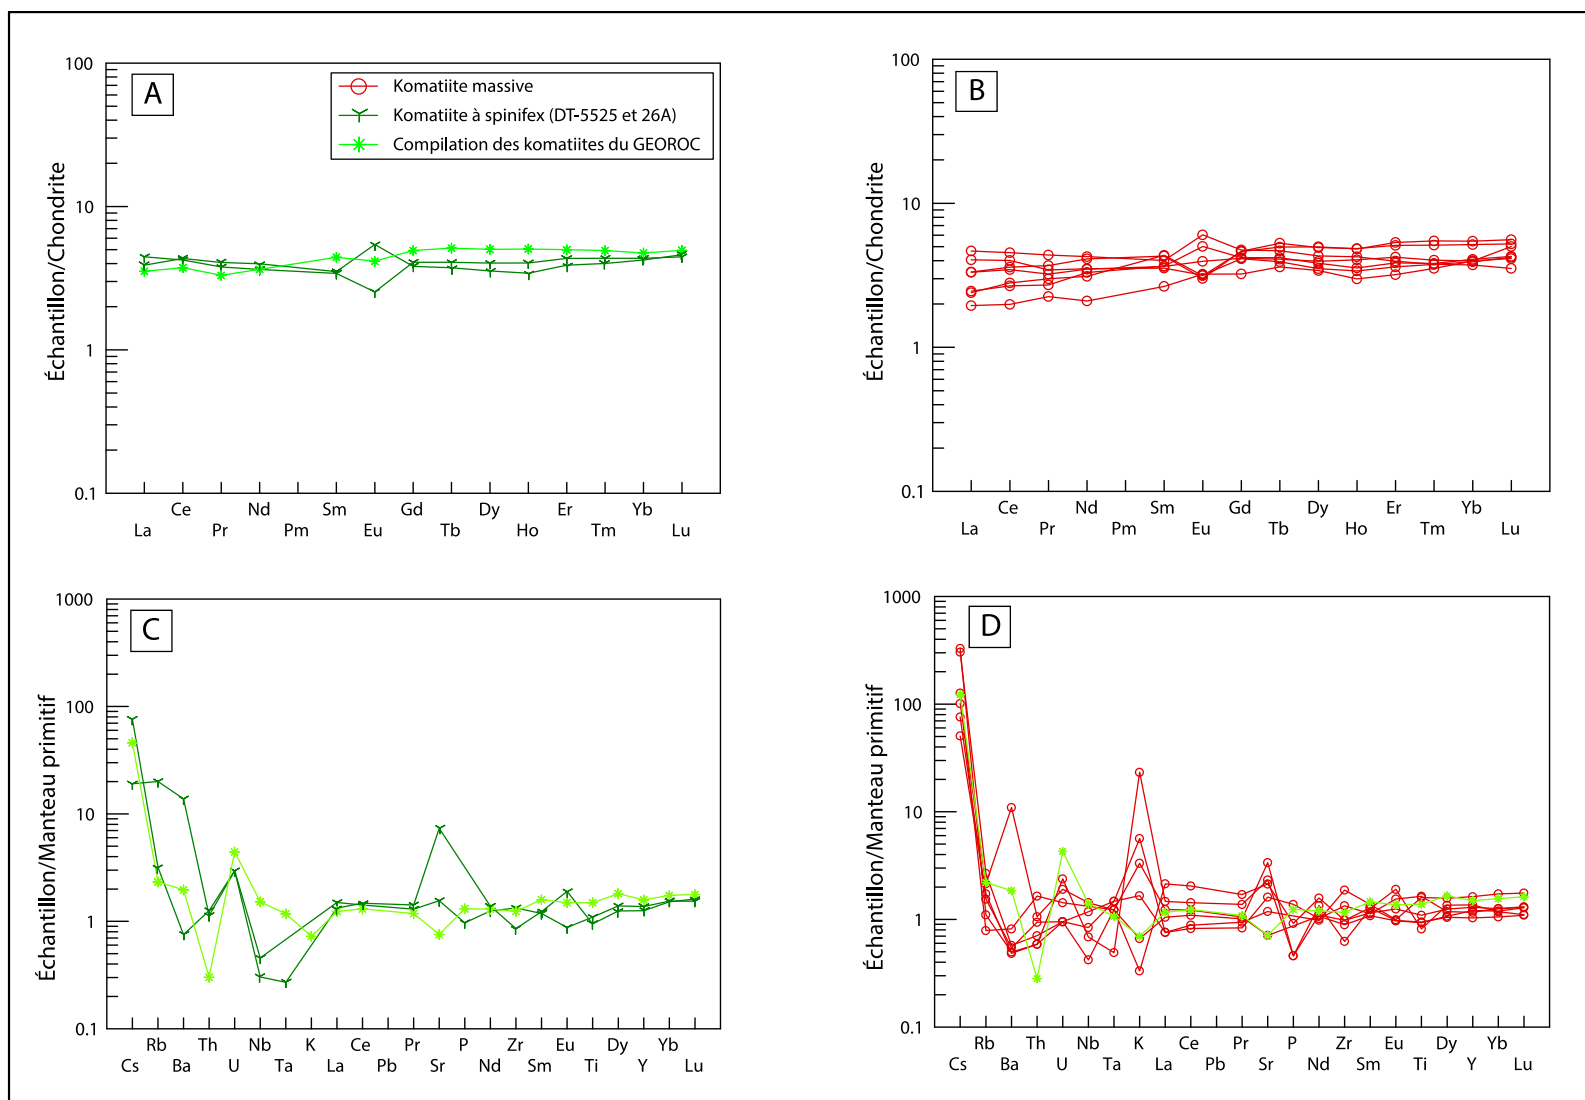 A
Komatiite massive
Komatiite à spinifex (DT-5525 et 26A)
Compilation des komatiites du GEOROC
Échantillon/Chondrite
100
10
1
0.1
Ce Nd Sm Gd Dy Er Yb
La Pr Pm Eu Tb Ho Tm Lu
B
Échantillon/Chondrite
100
10
1
0.1
Ce Nd Sm Gd Dy Er Yb
La Pr Pm Eu Tb Ho Tm Lu
C
Échantillon/Manteau primitif
1000
100
10
1
0.1
Rb Th Nb K Ce Pr P Zr Eu Dy Yb
Cs Ba U Ta La Pb Sr Nd Sm Ti Y Lu
D
Échantillon/Manteau primitif
1000
100
10
1
0.1
Rb Th Nb K Ce Pr P Zr Eu Dy Yb
Cs Ba U Ta La Pb Sr Nd Sm Ti Y Lu